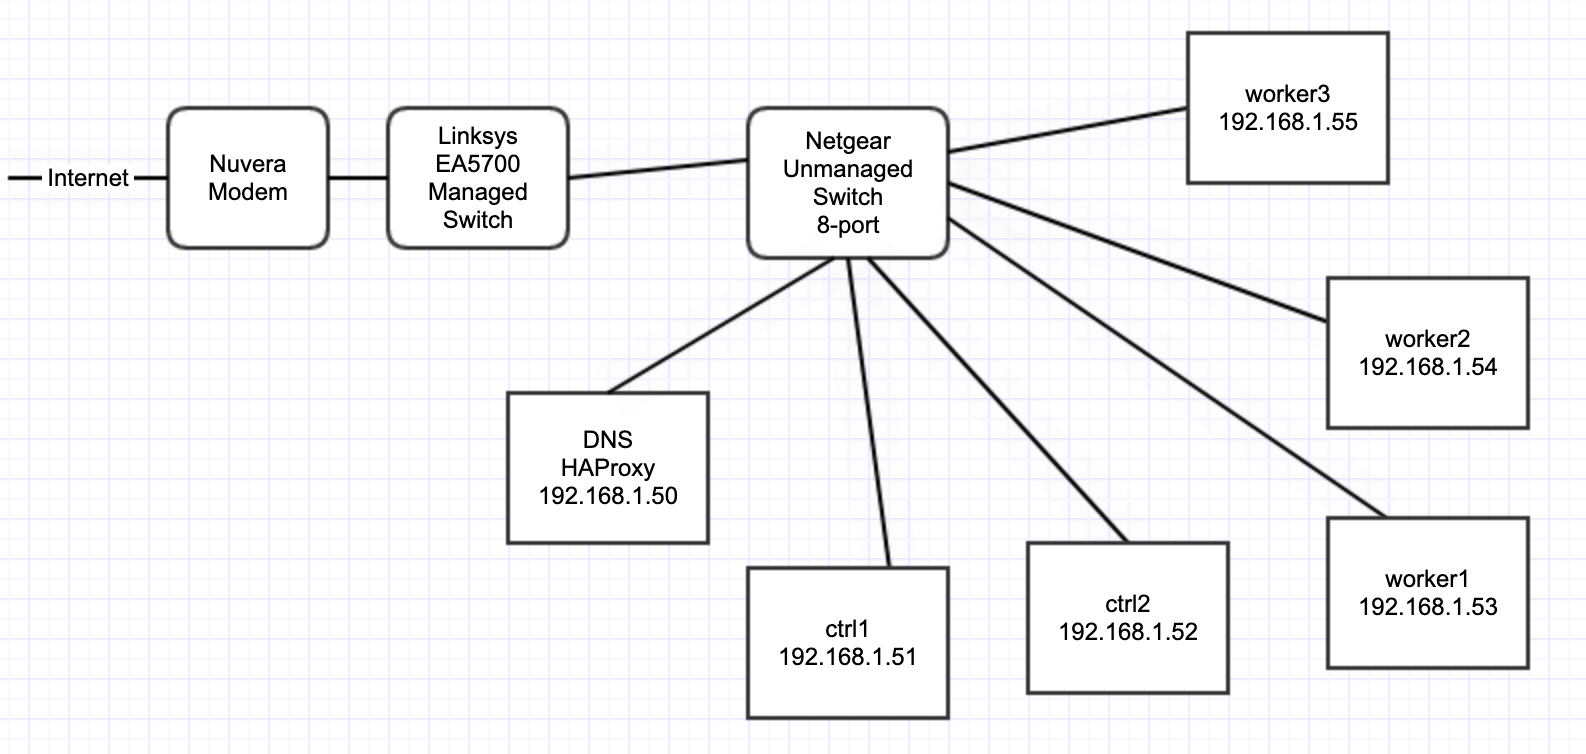 Internet
Nuvera
Modem
Linksys
EA5700
Managed
Switch
Netgear
Unmanaged
Switch
8-port
worker3
192.168.1.55
worker2
192.168.1.54
DNS
HAProxy
192.168.1.50
ctrl1
192.168.1.51
ctrl2
192.168.1.52
worker1
192.168.1.53